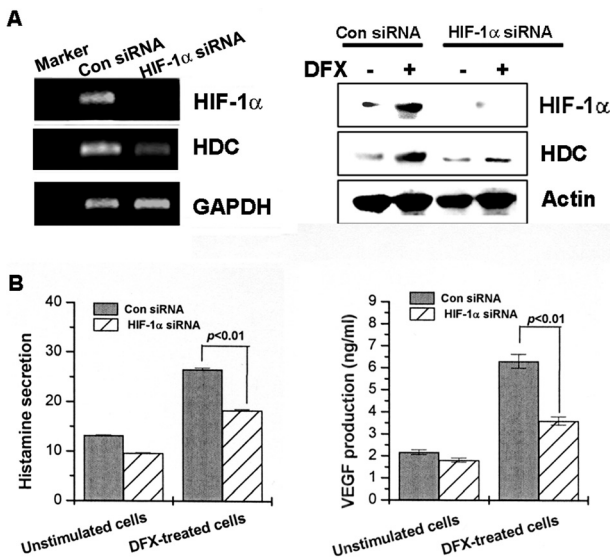 A
Marker
Con siRNA
HIF-1α siRNA
HIF-1α
HDC
GAPDH
Con siRNA HIF-1α siRNA
DFX - + - +
HIF-1α
HDC
Actin
B
Histamine secretion
40
30
20
10
0
Con siRNA
HIF-1α siRNA
p<0.01
Unstimulated cells
DFX-treated cells
VEGF production (ng/ml)
9
8
7
6
5
4
3
2
1
0
Con siRNA
HIF-1α siRNA
p<0.01
Unstimulated cells
DFX-treated cells